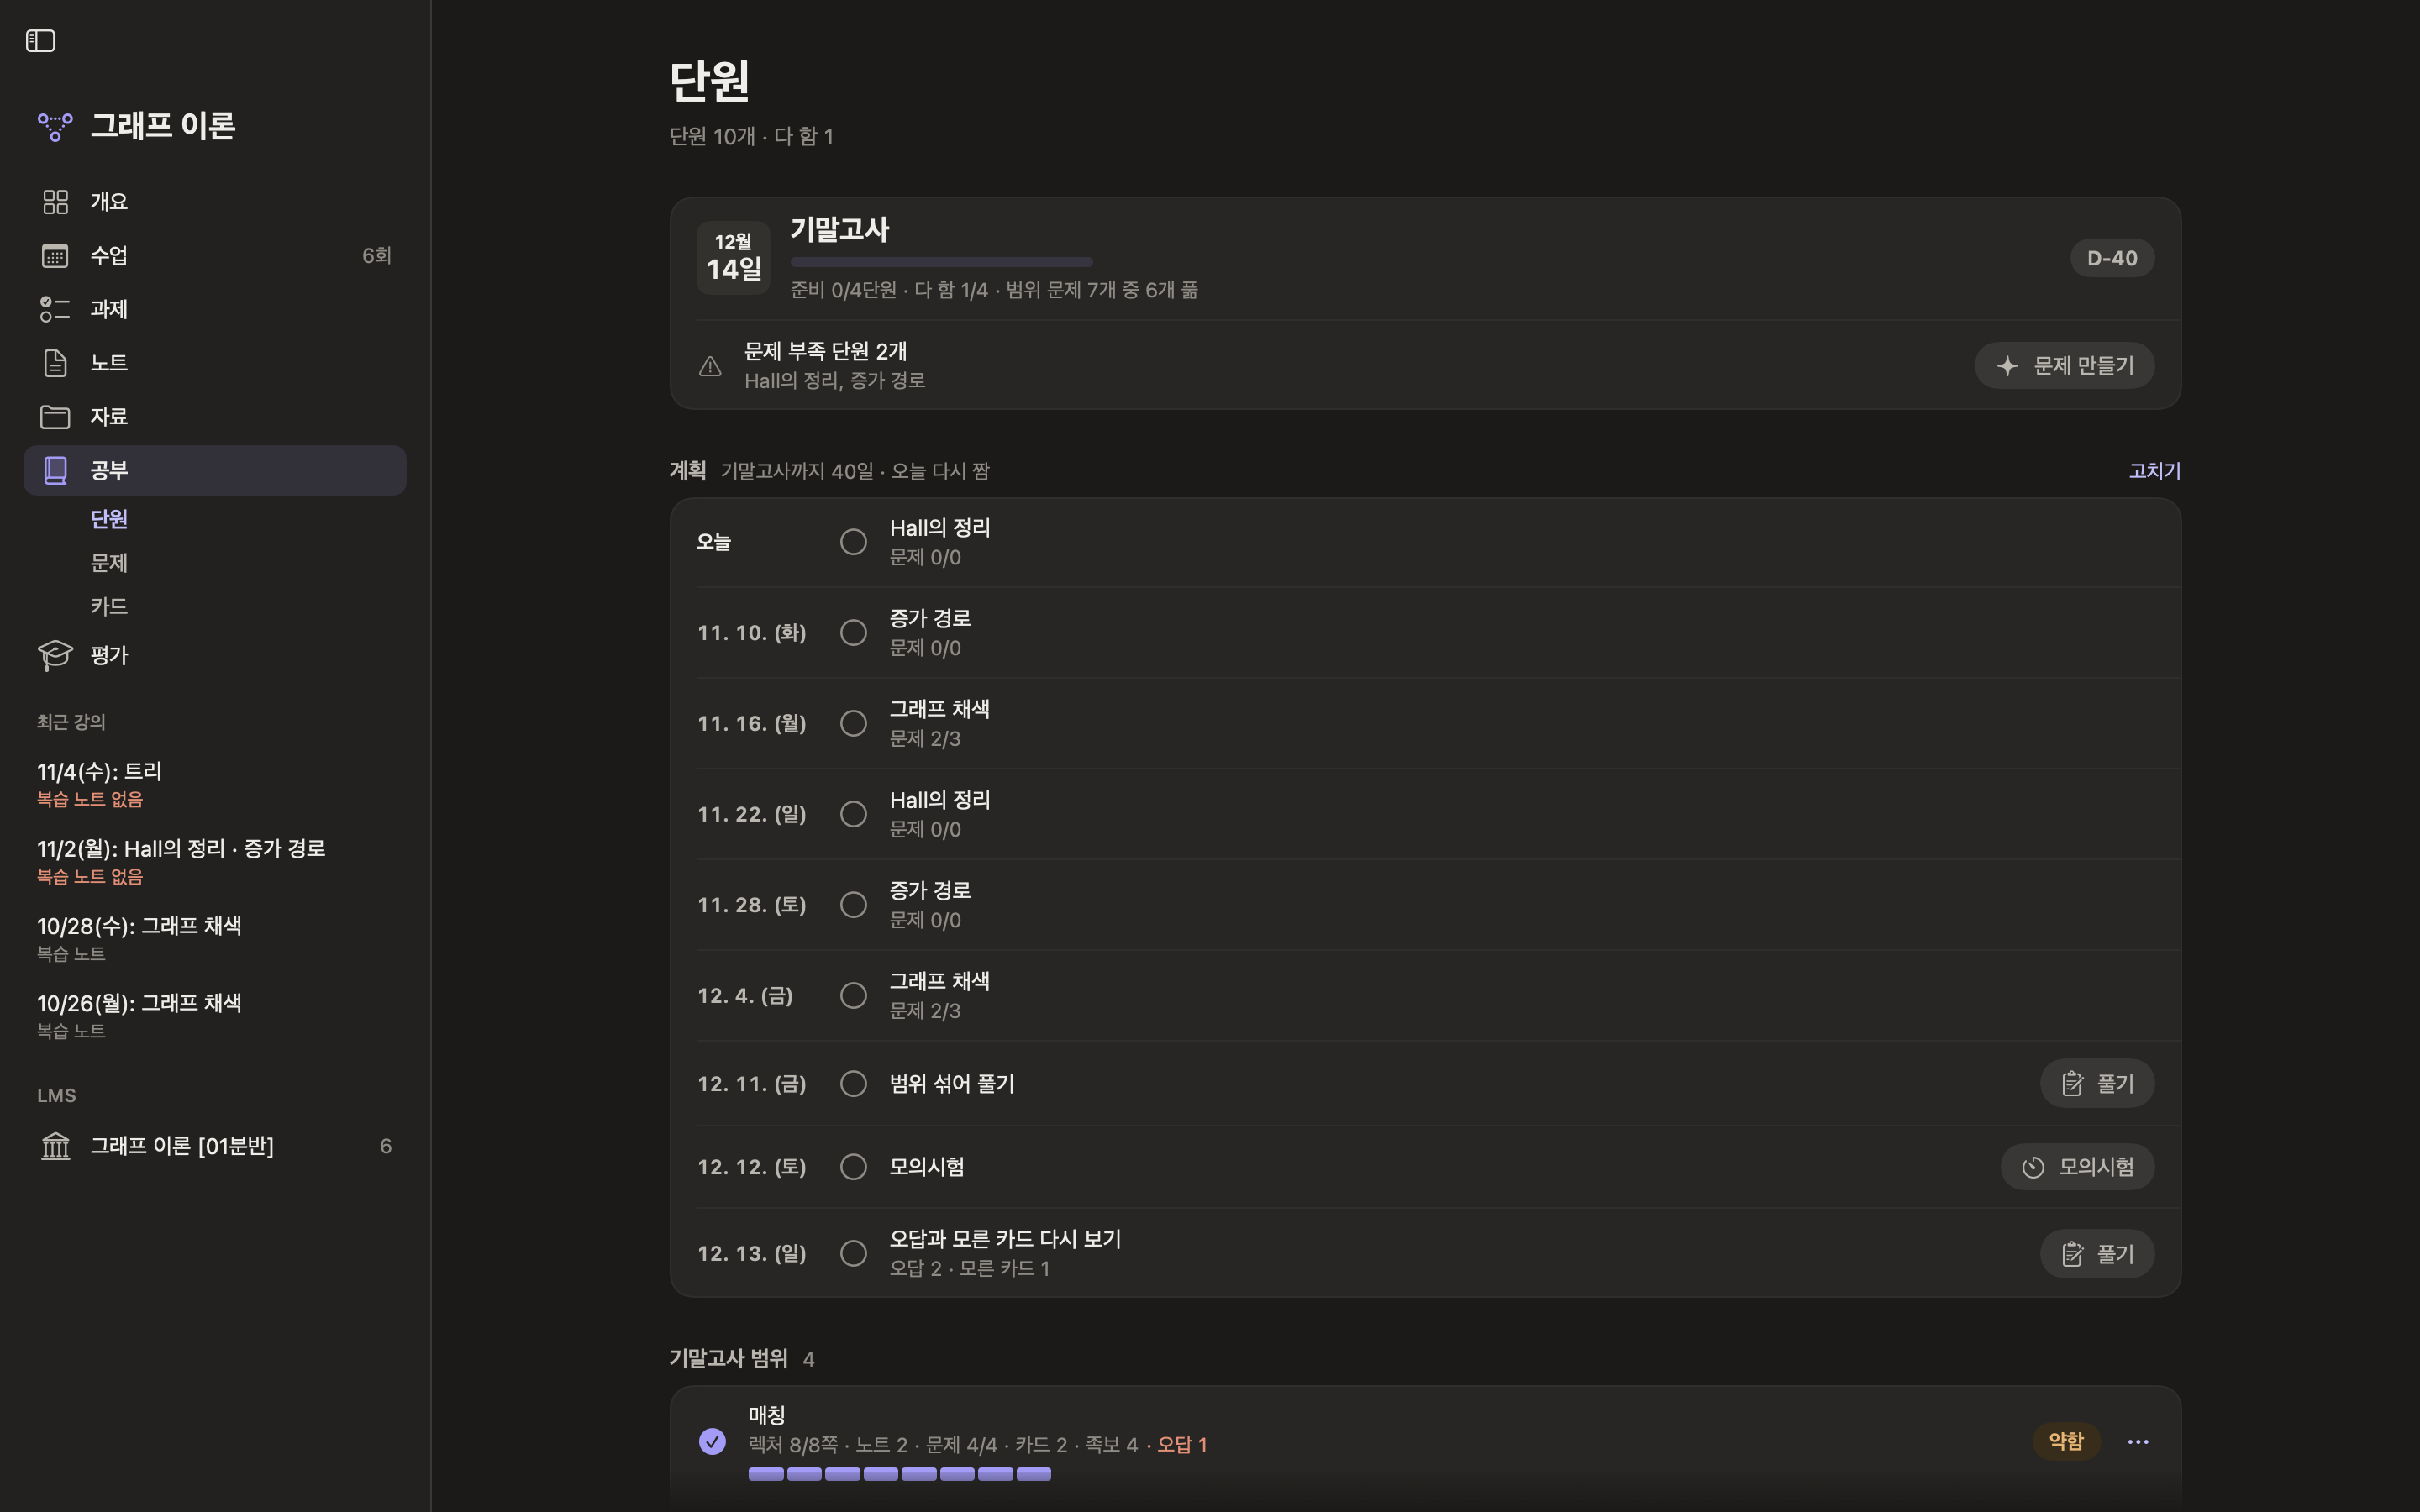 그래프 이론
개요
수업 6회
과제
노트
자료
공부
단원
문제
카드
평가
최근 강의
11/4(수): 트리
복습 노트 없음
11/2(월): Hall의 정리 · 증가 경로
복습 노트 없음
10/28(수): 그래프 채색
복습 노트
10/26(월): 그래프 채색
복습 노트
LMS
그래프 이론 [01분반] 6
단원
단원 10개 · 다 함 1
12월
14일
기말고사
준비 0/4단원 · 다 함 1/4 · 범위 문제 7개 중 6개 풂
D-40
문제 부족 단원 2개
Hall의 정리, 증가 경로
문제 만들기
계획 기말고사까지 40일 · 오늘 다시 짬
고치기
오늘
Hall의 정리
문제 0/0
11. 10. (화)
증가 경로
문제 0/0
11. 16. (월)
그래프 채색
문제 2/3
11. 22. (일)
Hall의 정리
문제 0/0
11. 28. (토)
증가 경로
문제 0/0
12. 4. (금)
그래프 채색
문제 2/3
12. 11. (금)
범위 섞어 풀기
풀기
12. 12. (토)
모의시험
모의시험
12. 13. (일)
오답과 모른 카드 다시 보기
오답 2 · 모른 카드 1
풀기
기말고사 범위 4
매칭
렉처 8/8쪽 · 노트 2 · 문제 4/4 · 카드 2 · 족보 4 · 오답 1
약함